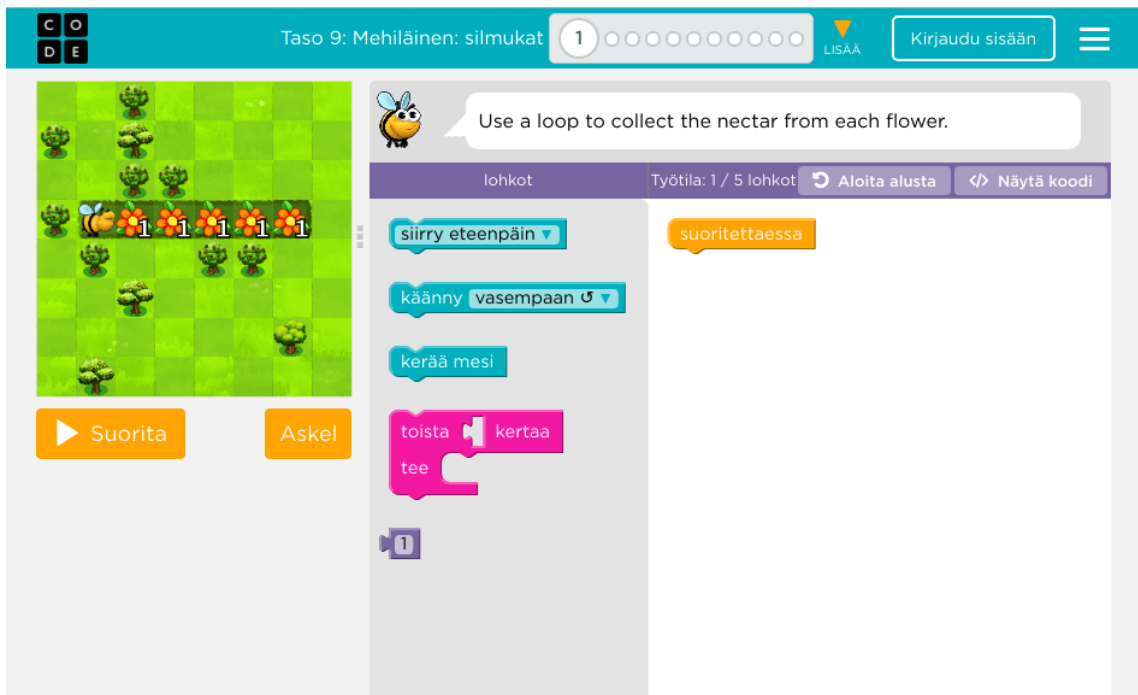 C O
D E
Taso 9: Mehiläinen: silmukat
1
LISÄÄ
Kirjaudu sisään
Use a loop to collect the nectar from each flower.
lohkot
Työtila: 1 / 5 lohkot
Aloita alusta
</> Näytä koodi
1 1 1 1 1
Suorita
Askel
siirry eteenpäin ▼
käänny vasempaan ↺ ▼
kerää mesi
toista kertaa
tee
1
suoritettaessa